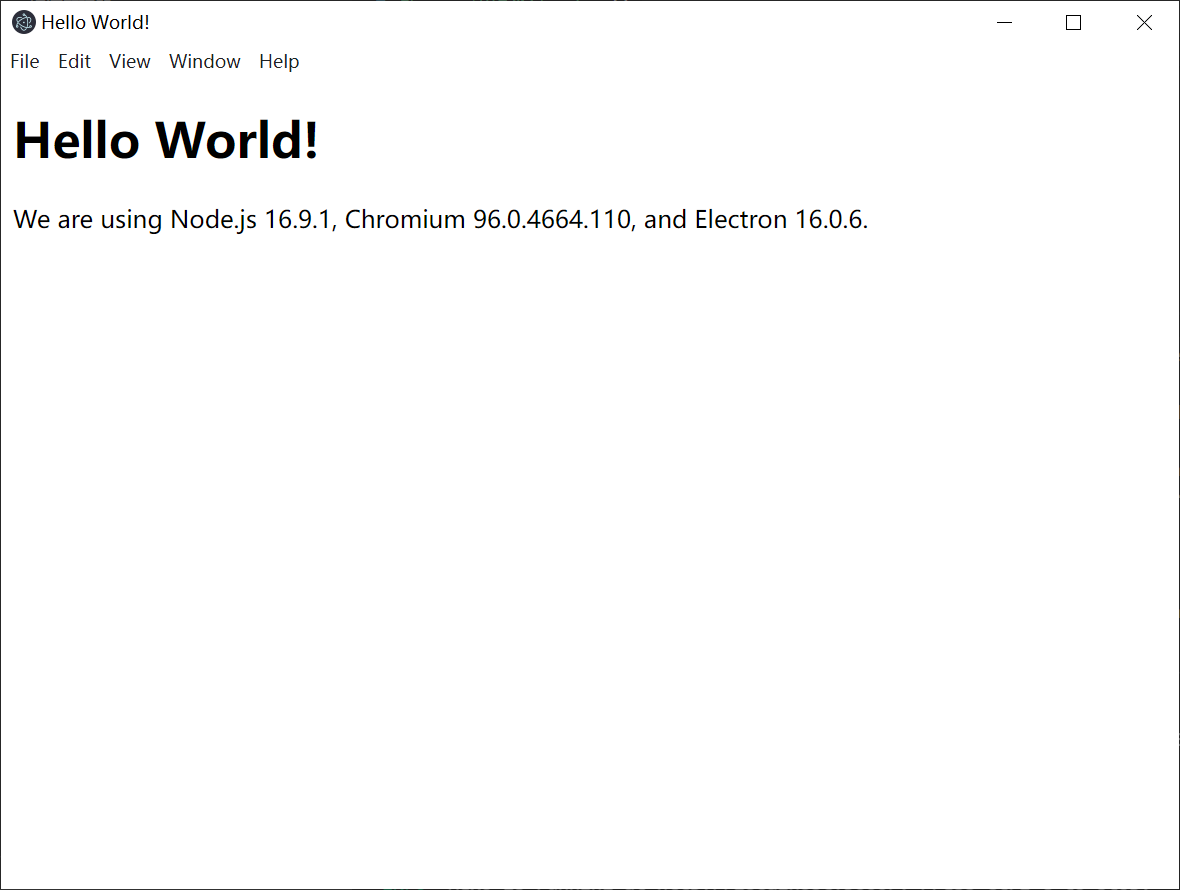 Hello World!
File Edit View Window Help
Hello World!
We are using Node.js 16.9.1, Chromium 96.0.4664.110, and Electron 16.0.6.